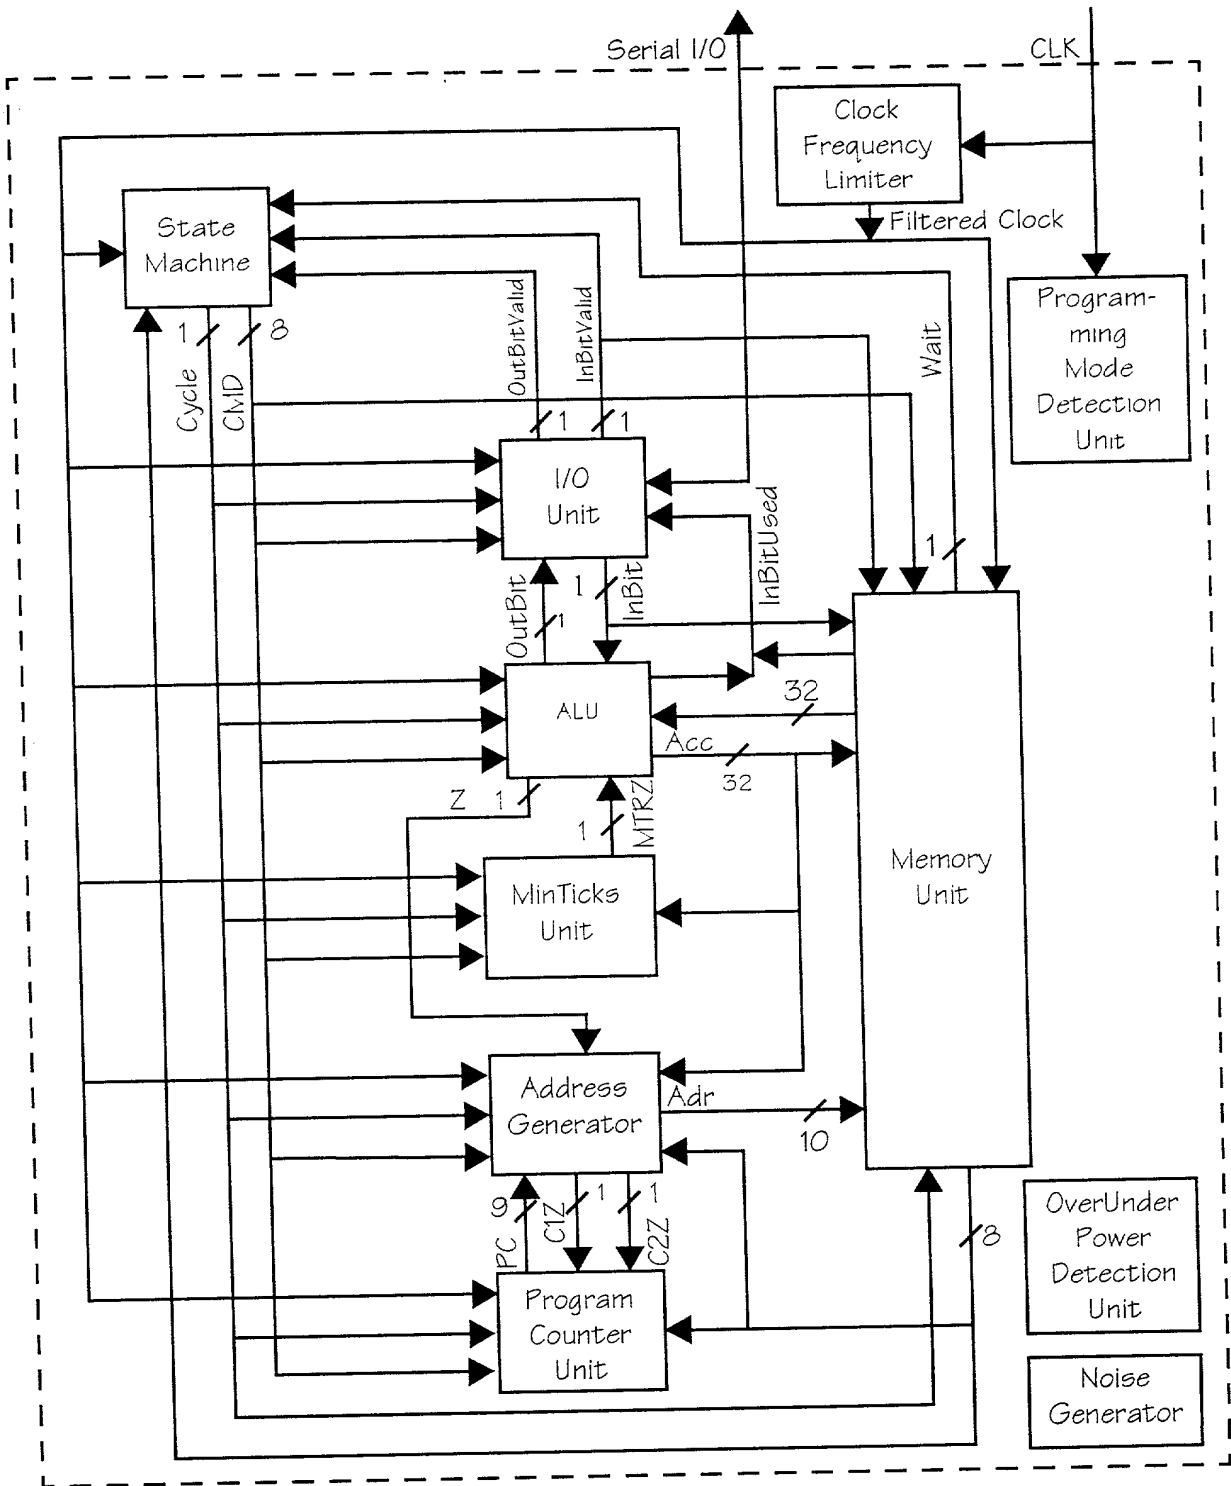 Serial I/O
CLK
Clock
Frequency
Limiter
Filtered Clock
State
Machine
Program-
ming
Mode
Detection
Unit
1
8
Cycle
CMD
OutBitValid
InBitValid
Wait
1
1
I/O
Unit
InBitUsed
1
OutBit
1
1
InBit
ALU
32
Acc
32
Z
1
1
MTRZ
MinTicks
Unit
Memory
Unit
Address
Generator
Adr
10
9
PC
C1Z
1
1
C2Z
8
Program
Counter
Unit
OverUnder
Power
Detection
Unit
Noise
Generator